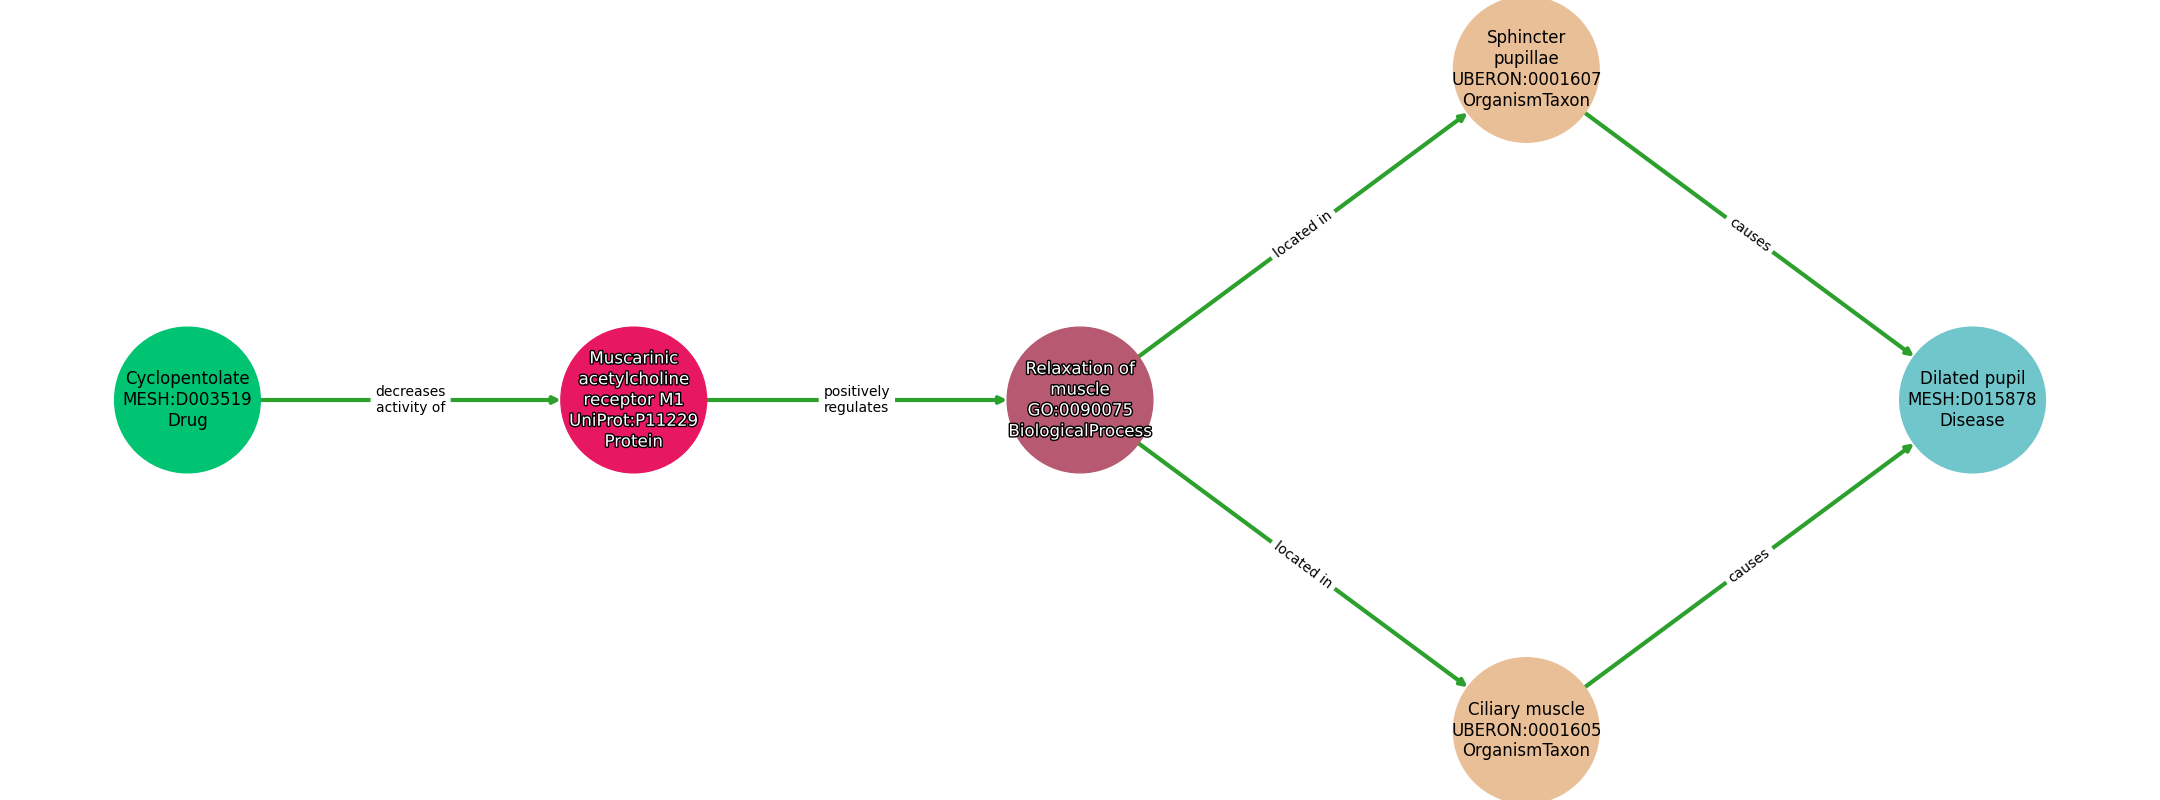 Cyclopentolate
MESH:D003519
Drug
decreases
activity of
Muscarinic
acetylcholine
receptor M1
UniProt:P11229
Protein
positively
regulates
Relaxation of
muscle
GO:0090075
BiologicalProcess
located in
located in
Sphincter
pupillae
UBERON:0001607
OrganismTaxon
Ciliary muscle
UBERON:0001605
OrganismTaxon
causes
causes
Dilated pupil
MESH:D015878
Disease